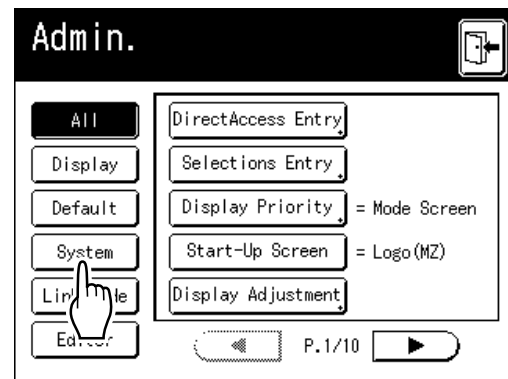 Admin.
All
Display
Default
System
Editor
DirectAccess Entry
Selections Entry
Display Priority = Mode Screen
Start-Up Screen = Logo(MZ)
Display Adjustment
P.1/10